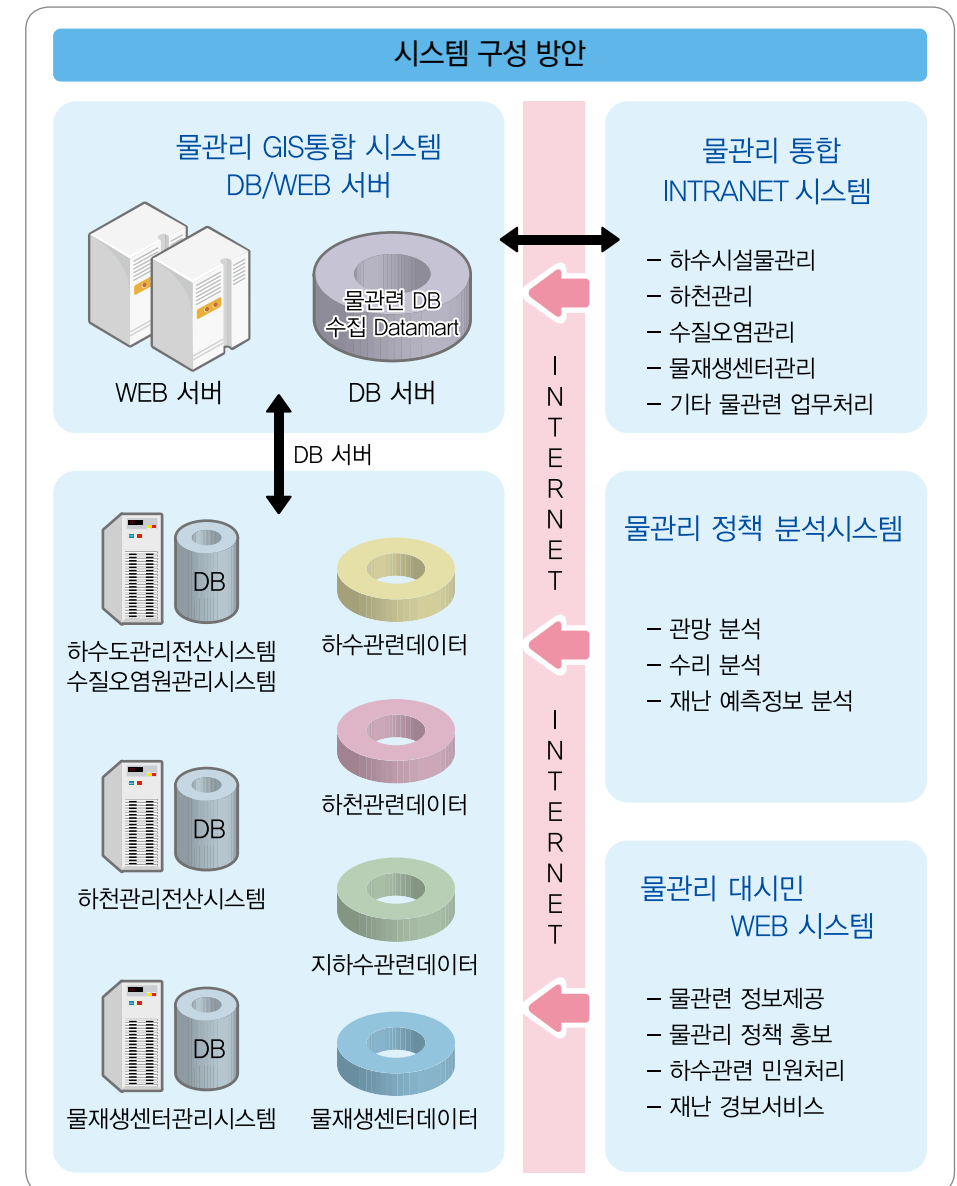 시스템 구성 방안
물관리 GIS통합 시스템
DB/WEB 서버
물관련 DB
수집 Datamart
WEB 서버
DB 서버
DB 서버
DB
하수도관리전산시스템
수질오염원관리시스템
하수관련데이터
하천관련데이터
DB
하천관리전산시스템
지하수관련데이터
DB
물재생센터관리시스템
물재생센터데이터
INTERNET
INTERNET
물관리 통합
INTRANET 시스템
– 하수시설물관리
– 하천관리
– 수질오염관리
– 물재생센터관리
– 기타 물관련 업무처리
물관리 정책 분석시스템
– 관망 분석
– 수리 분석
– 재난 예측정보 분석
물관리 대시민
WEB 시스템
– 물관련 정보제공
– 물관리 정책 홍보
– 하수관련 민원처리
– 재난 경보서비스